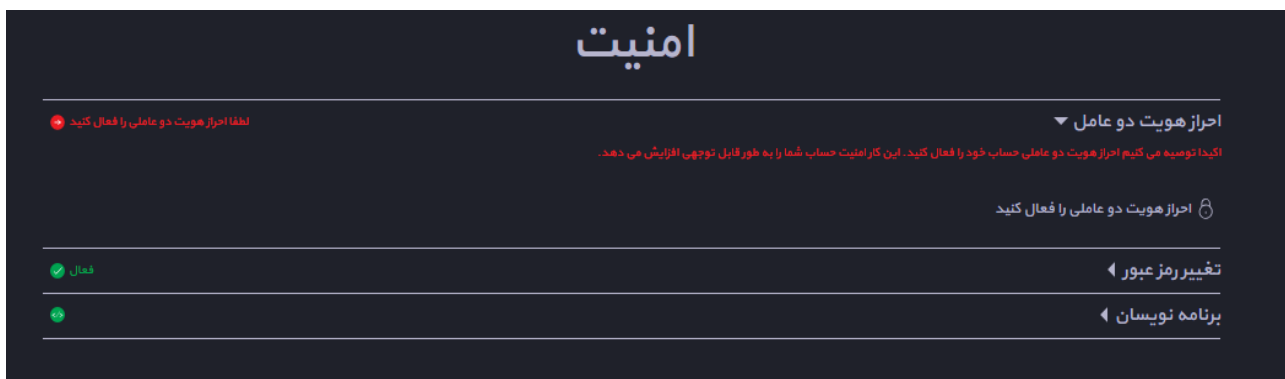 امنیت
احراز هویت دو عامل
لطفا احراز هویت دو عاملی را فعال کنید
اکیدا توصیه می کنیم احراز هویت دو عاملی حساب خود را فعال کنید. این کار امنیت حساب شما را به طور قابل توجهی افزایش می دهد.
احراز هویت دو عاملی را فعال کنید
تغییر رمز عبور
فعال
برنامه نویسان